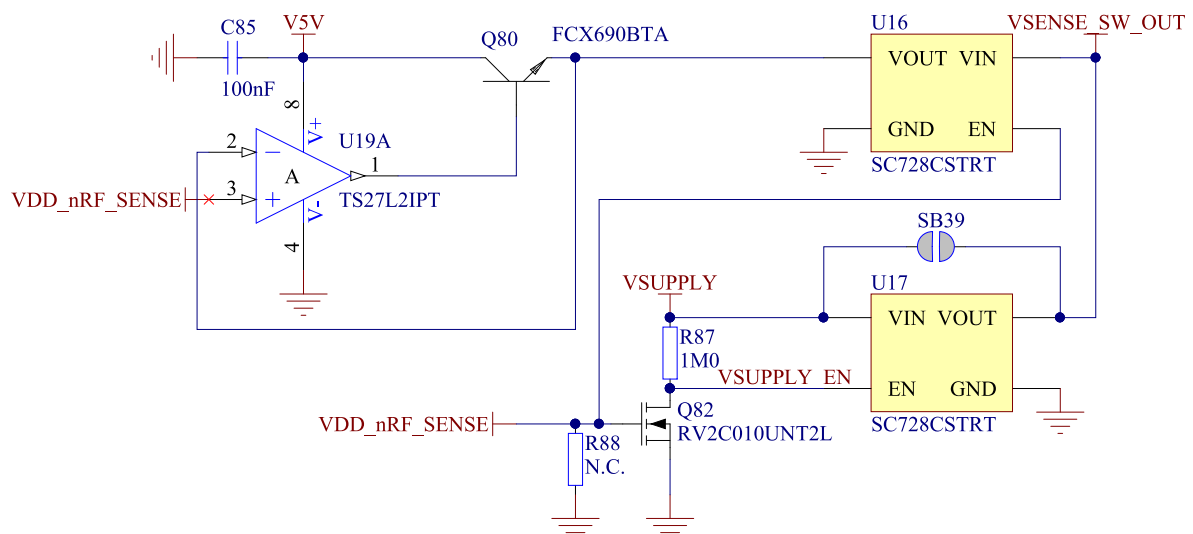 C85
V5V
100nF
Q80
FCX690BTA
U16
VSENSE_SW_OUT
VOUT VIN
GND EN
SC728CSTRT
8
V+
U19A
2
−
A
1
VDD_nRF_SENSE
3
+
V-
TS27L2IPT
4
SB39
VSUPPLY
U17
R87
1M0
VIN VOUT
VSUPPLY_EN
EN GND
SC728CSTRT
VDD_nRF_SENSE
Q82
RV2C010UNT2L
R88
N.C.